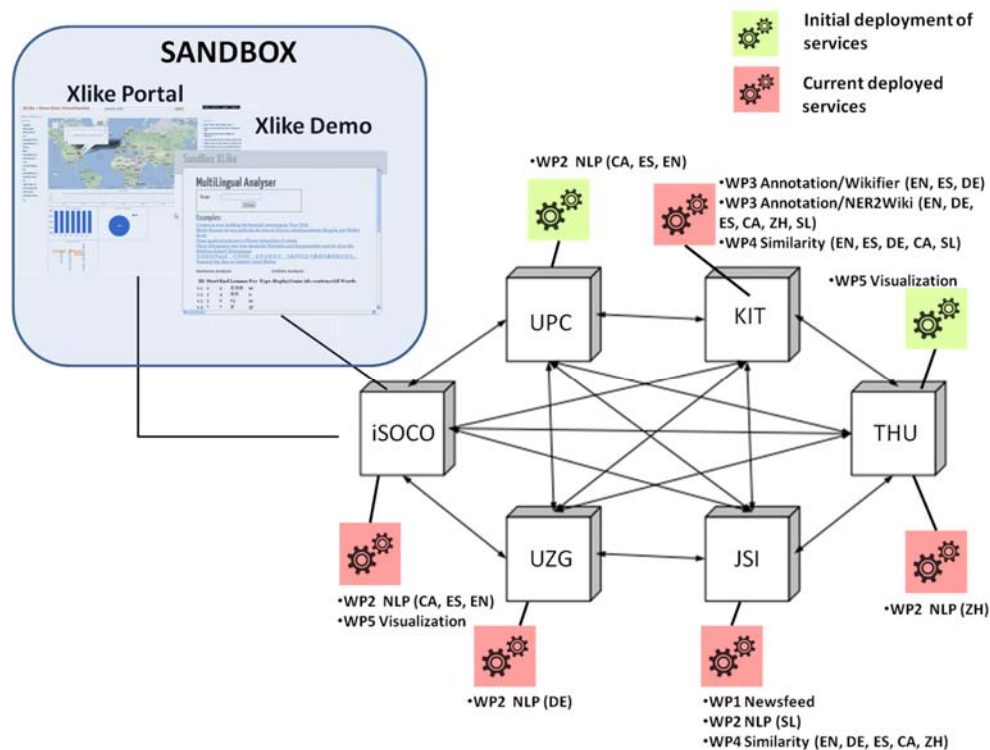 SANDBOX
Xlike Portal
Xlike Demo
SandBox XLike
MultiLingual Analyser
Text
Examples:
Initial deployment of
services
Current deployed
services
•WP2 NLP (CA, ES, EN)
•WP3 Annotation/Wikifier (EN, ES, DE)
•WP3 Annotation/NER2Wiki (EN, DE,
ES, CA, ZH, SL)
•WP4 Similarity (EN, ES, DE, CA, SL)
•WP5 Visualization
UPC
KIT
iSOCO
THU
UZG
JSI
•WP2 NLP (CA, ES, EN)
•WP5 Visualization
•WP2 NLP (DE)
•WP1 Newsfeed
•WP2 NLP (SL)
•WP4 Similarity (EN, DE, ES, CA, ZH)
•WP2 NLP (ZH)